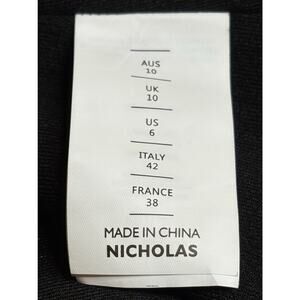 AUS
10
UK
10
US
6
ITALY
42
FRANCE
38
MADE IN CHINA
NICHOLAS